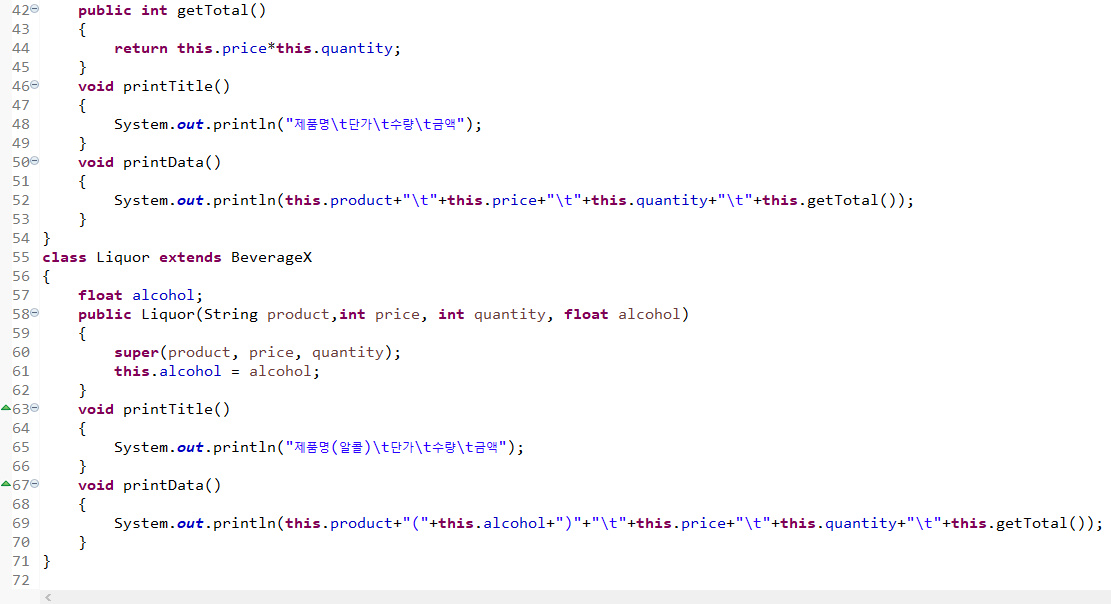 42 public int getTotal()
43 {
44 return this.price*this.quantity;
45 }
46 void printTitle()
47 {
48 System.out.println("제품명\t단가\t수량\t금액");
49 }
50 void printData()
51 {
52 System.out.println(this.product+"\t"+this.price+"\t"+this.quantity+"\t"+this.getTotal());
53 }
54 }
55 class Liquor extends BeverageX
56 {
57 float alcohol;
58 public Liquor(String product,int price, int quantity, float alcohol)
59 {
60 super(product, price, quantity);
61 this.alcohol = alcohol;
62 }
63 void printTitle()
64 {
65 System.out.println("제품명(알콜)\t단가\t수량\t금액");
66 }
67 void printData()
68 {
69 System.out.println(this.product+"("+this.alcohol+")"+"\t"+this.price+"\t"+this.quantity+"\t"+this.getTotal());
70 }
71 }
72